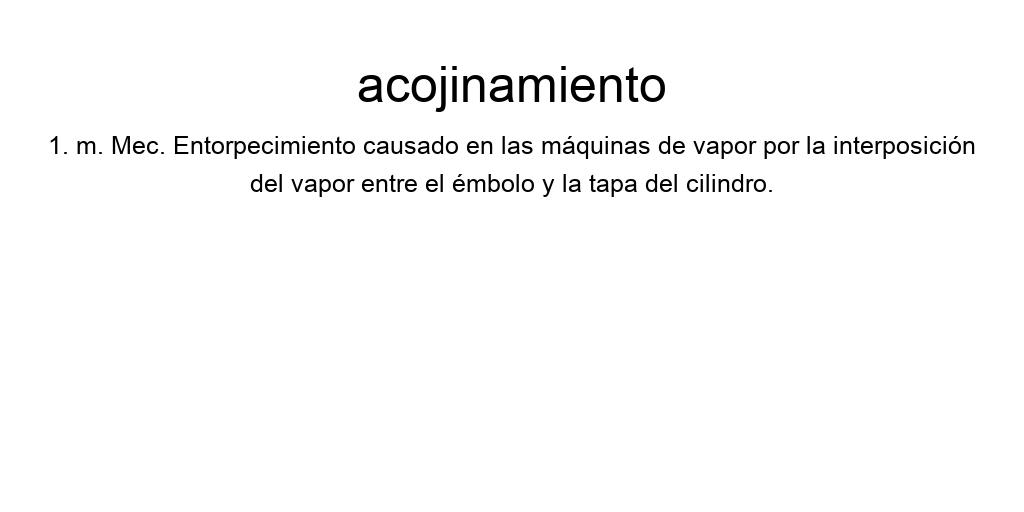 acojinamiento
1. m. Mec. Entorpecimiento causado en las máquinas de vapor por la interposición
del vapor entre el émbolo y la tapa del cilindro.